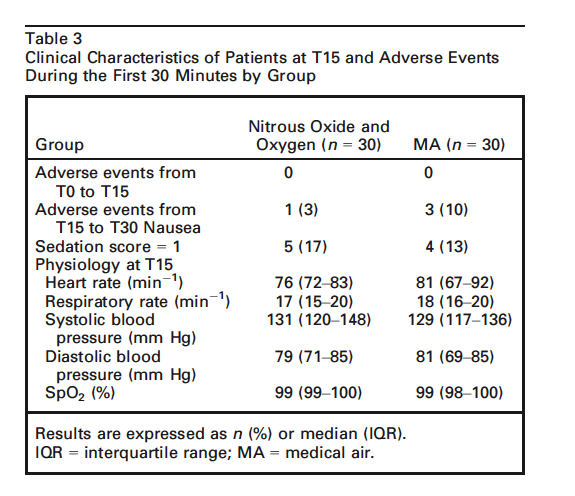 Table 3
Clinical Characteristics of Patients at T15 and Adverse Events
During the First 30 Minutes by Group
Nitrous Oxide and
Group Oxygen (n = 30) MA (n = 30)
Adverse events from 0 0
T0 to T15
Adverse events from 1 (3) 3 (10)
T15 to T30 Nausea
Sedation score = 1 5 (17) 4 (13)
Physiology at T15
Heart rate (min⁻¹) 76 (72–83) 81 (67–92)
Respiratory rate (min⁻¹) 17 (15–20) 18 (16–20)
Systolic blood 131 (120–148) 129 (117–136)
pressure (mm Hg)
Diastolic blood 79 (71–85) 81 (69–85)
pressure (mm Hg)
SpO₂ (%) 99 (99–100) 99 (98–100)
Results are expressed as n (%) or median (IQR).
IQR = interquartile range; MA = medical air.